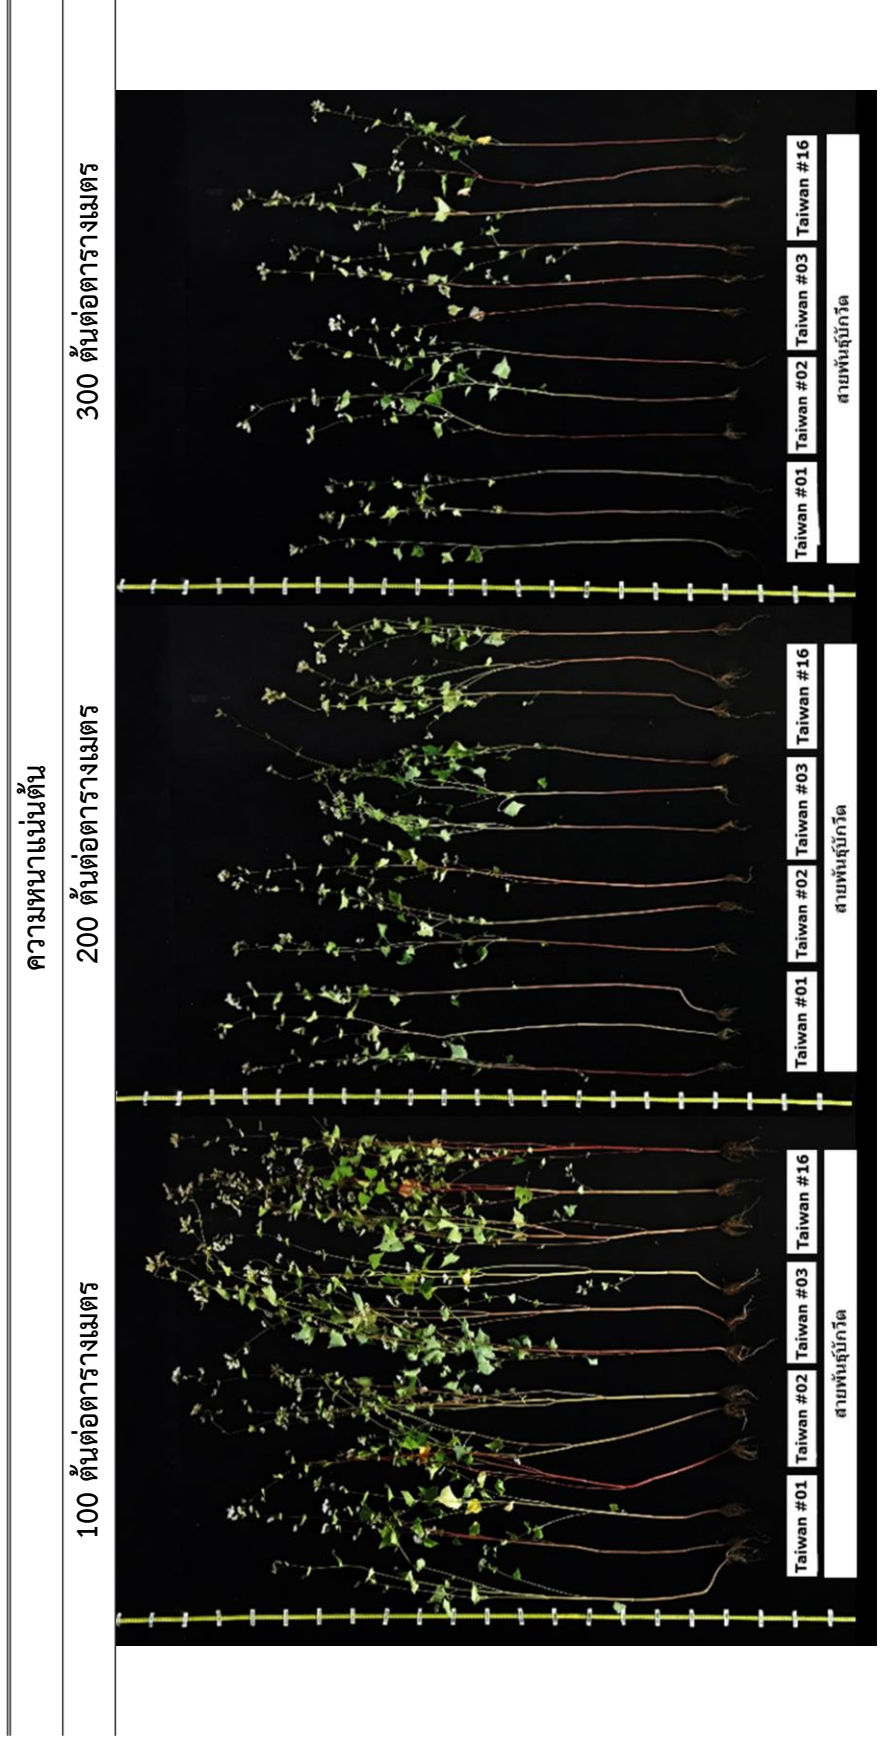 ความหนาแน่นต้น
100 ต้นต่อตารางเมตร
200 ต้นต่อตารางเมตร
300 ต้นต่อตารางเมตร
Taiwan #01 Taiwan #02 Taiwan #03 Taiwan #16
สายพันธุ์บักวีต
Taiwan #01 Taiwan #02 Taiwan #03 Taiwan #16
สายพันธุ์บักวีต
Taiwan #01 Taiwan #02 Taiwan #03 Taiwan #16
สายพันธุ์บักวีต